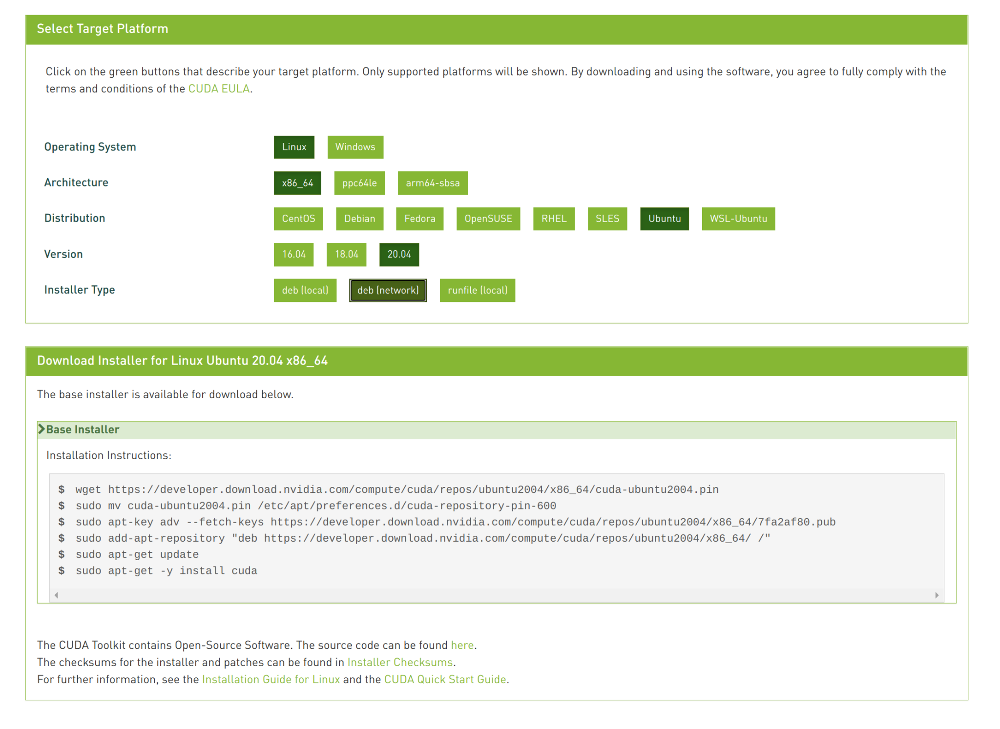 Select Target Platform
Click on the green buttons that describe your target platform. Only supported platforms will be shown. By downloading and using the software, you agree to fully comply with the
terms and conditions of the CUDA EULA.
Operating System Linux Windows
Architecture x86_64 ppc64le arm64-sbsa
Distribution CentOS Debian Fedora OpenSUSE RHEL SLES Ubuntu WSL-Ubuntu
Version 16.04 18.04 20.04
Installer Type deb (local) deb (network) runfile (local)
Download Installer for Linux Ubuntu 20.04 x86_64
The base installer is available for download below.
Base Installer
Installation Instructions:
$ wget https://developer.download.nvidia.com/compute/cuda/repos/ubuntu2004/x86_64/cuda-ubuntu2004.pin
$ sudo mv cuda-ubuntu2004.pin /etc/apt/preferences.d/cuda-repository-pin-600
$ sudo apt-key adv --fetch-keys https://developer.download.nvidia.com/compute/cuda/repos/ubuntu2004/x86_64/7fa2af80.pub
$ sudo add-apt-repository "deb https://developer.download.nvidia.com/compute/cuda/repos/ubuntu2004/x86_64/ /"
$ sudo apt-get update
$ sudo apt-get -y install cuda
The CUDA Toolkit contains Open-Source Software. The source code can be found here.
The checksums for the installer and patches can be found in Installer Checksums.
For further information, see the Installation Guide for Linux and the CUDA Quick Start Guide.